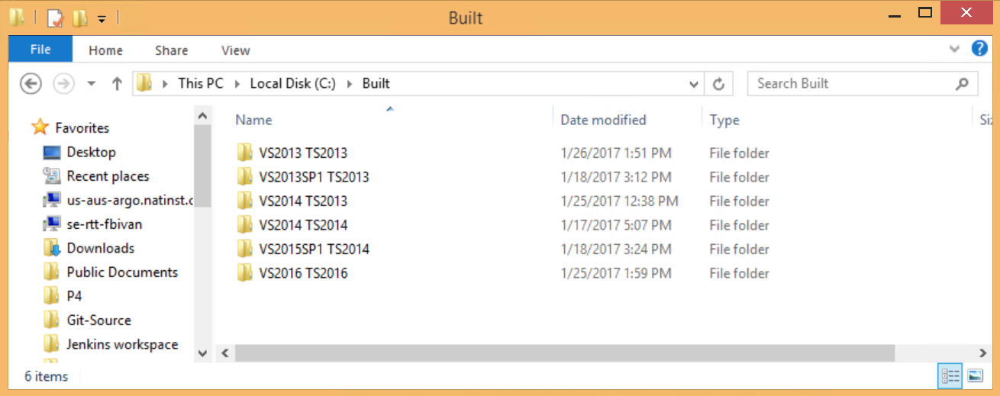 Built
File Home Share View
This PC Local Disk (C:) Built Search Built
Favorites
Desktop
Recent places
us-aus-argo.natinst.c
se-rtt-fbivan
Downloads
Public Documents
P4
Git-Source
Jenkins workspace
Name Date modified Type Siz
VS2013 TS2013 1/26/2017 1:51 PM File folder
VS2013SP1 TS2013 1/18/2017 3:12 PM File folder
VS2014 TS2013 1/25/2017 12:38 PM File folder
VS2014 TS2014 1/17/2017 5:07 PM File folder
VS2015SP1 TS2014 1/18/2017 3:24 PM File folder
VS2016 TS2016 1/25/2017 1:59 PM File folder
6 items